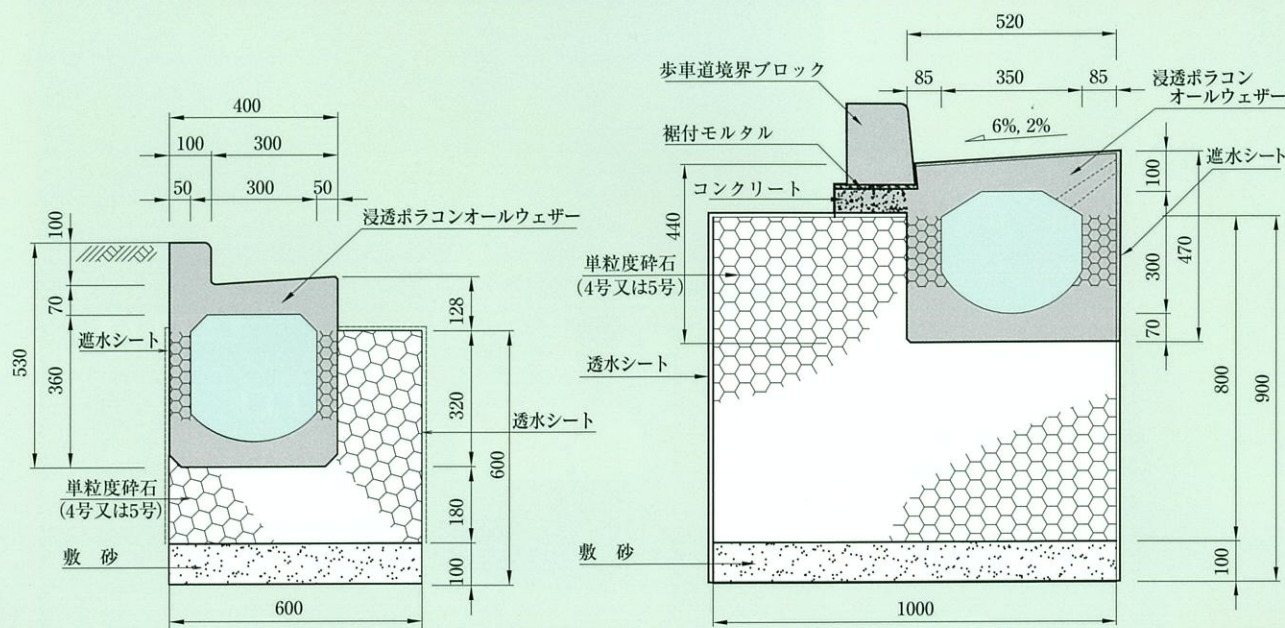 400
100
300
50
300
50
100
浸透ポラコンオールウェザー
70
128
遮水シート
530
360
320
透水シート
600
単粒度砕石
(4号又は5号)
180
敷 砂
100
600
520
歩車道境界ブロック
85
350
85
浸透ポラコン
オールウェザー
6%, 2%
裾付モルタル
遮水シート
100
コンクリート
440
470
単粒度砕石
(4号又は5号)
300
70
透水シート
800
900
敷 砂
100
1000